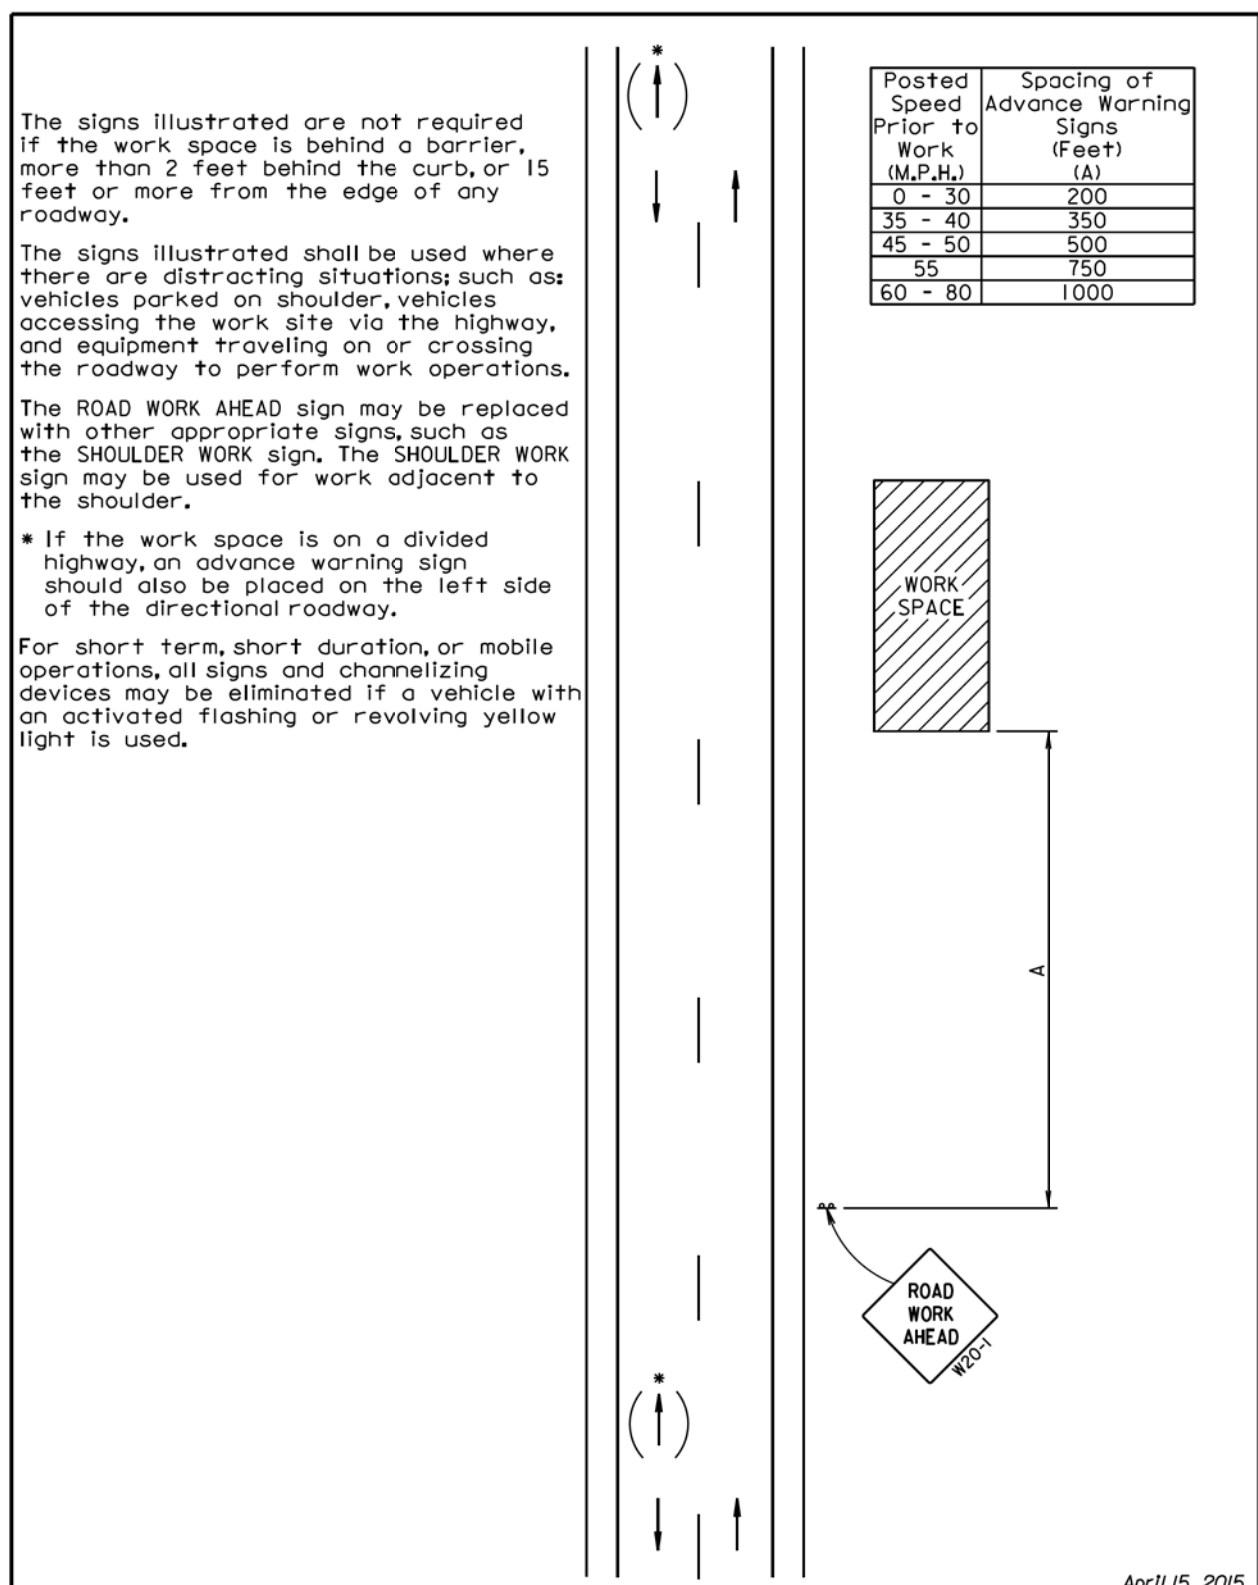 The signs illustrated are not required
if the work space is behind a barrier,
more than 2 feet behind the curb, or 15
feet or more from the edge of any
roadway.
The signs illustrated shall be used where
there are distracting situations; such as:
vehicles parked on shoulder, vehicles
accessing the work site via the highway,
and equipment traveling on or crossing
the roadway to perform work operations.
The ROAD WORK AHEAD sign may be replaced
with other appropriate signs, such as
the SHOULDER WORK sign. The SHOULDER WORK
sign may be used for work adjacent to
the shoulder.
* If the work space is on a divided
highway, an advance warning sign
should also be placed on the left side
of the directional roadway.
For short term, short duration, or mobile
operations, all signs and channelizing
devices may be eliminated if a vehicle with
an activated flashing or revolving yellow
light is used.
*
Posted Speed Prior to Work (M.P.H.)
Spacing of Advance Warning Signs (Feet) (A)
0 - 30 200
35 - 40 350
45 - 50 500
55 750
60 - 80 1000
WORK
SPACE
A
ROAD
WORK
AHEAD
W20-1
*
April 15, 2015